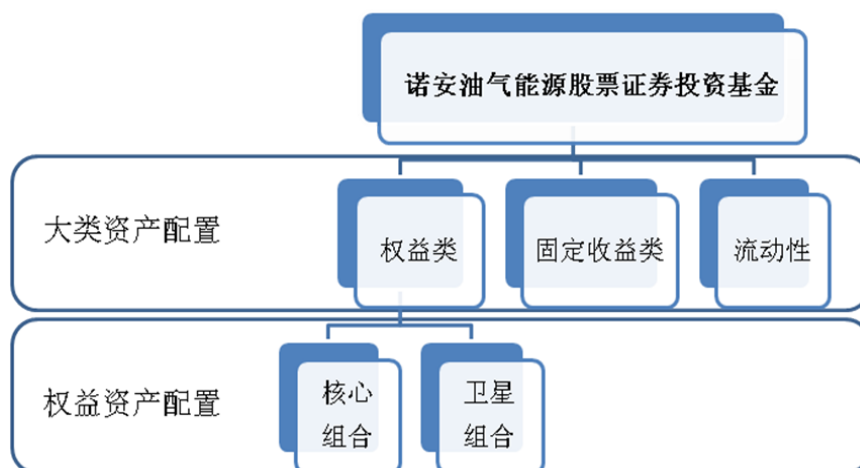 诺安油气能源股票证券投资基金
大类资产配置
权益类
固定收益类
流动性
权益资产配置
核心
组合
卫星
组合